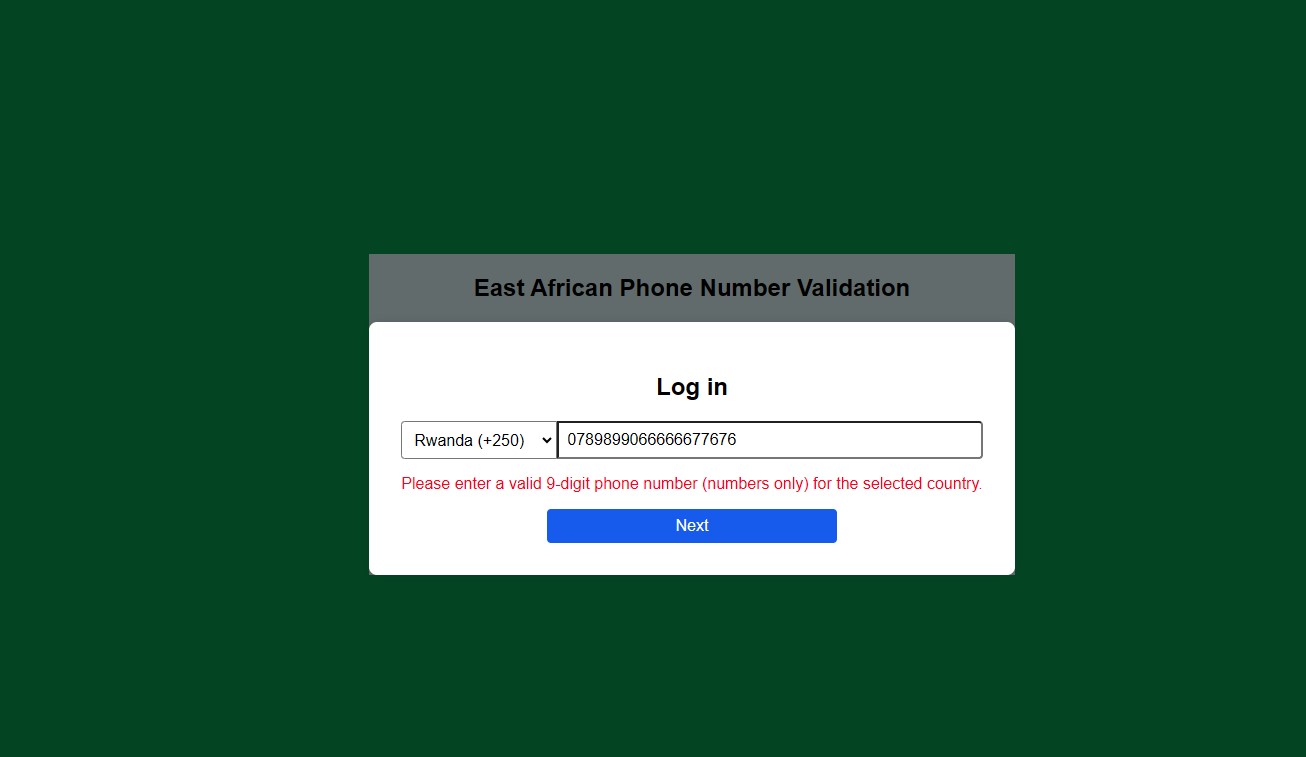 East African Phone Number Validation
Log in
Rwanda (+250) 0789899066666677676
Please enter a valid 9-digit phone number (numbers only) for the selected country.
Next